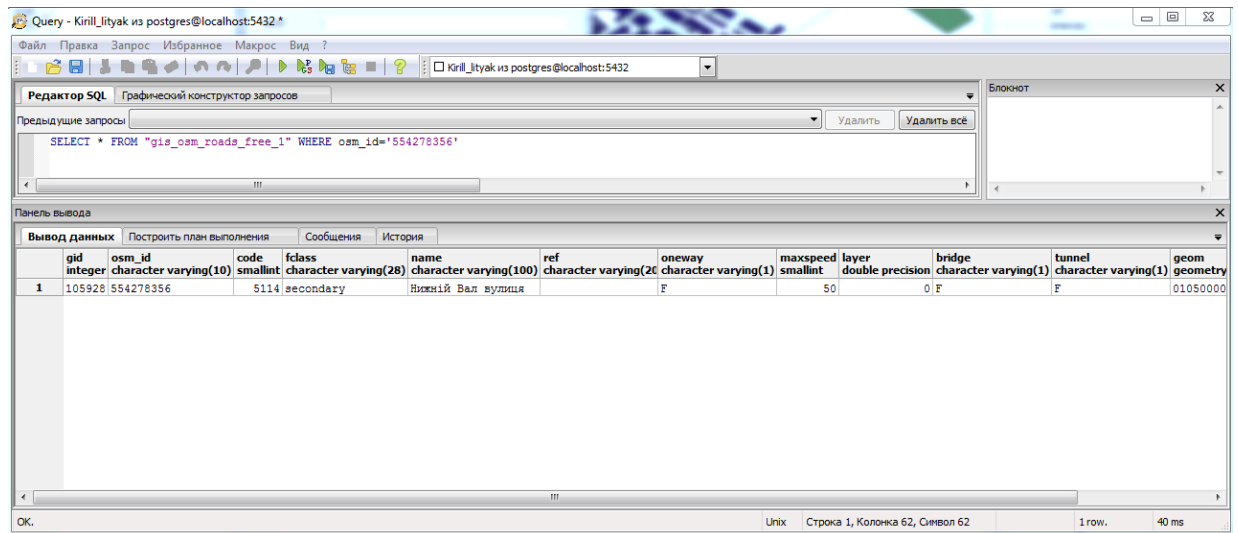 Query - Kirill_lityak из postgres@localhost:5432 *
Файл Правка Запрос Избранное Макрос Вид ?
Kirill_lityak из postgres@localhost:5432
Редактор SQL Графический конструктор запросов
Блокнот
Предыдущие запросы Удалить Удалить всё
SELECT * FROM "gis_osm_roads_free_1" WHERE osm_id='554278356'
Панель вывода
Вывод данных Построить план выполнения Сообщения История
gid osm_id code fclass name ref oneway maxspeed layer bridge tunnel geom
integer character varying(10) smallint character varying(28) character varying(100) character varying(20 character varying(1) smallint double precision character varying(1) character varying(1) geometry
1 105928 554278356 5114 secondary Нижній Вал вулиця F 50 0 F F 01050000
OK. Unix Строка 1, Колонка 62, Символ 62 1 row. 40 ms